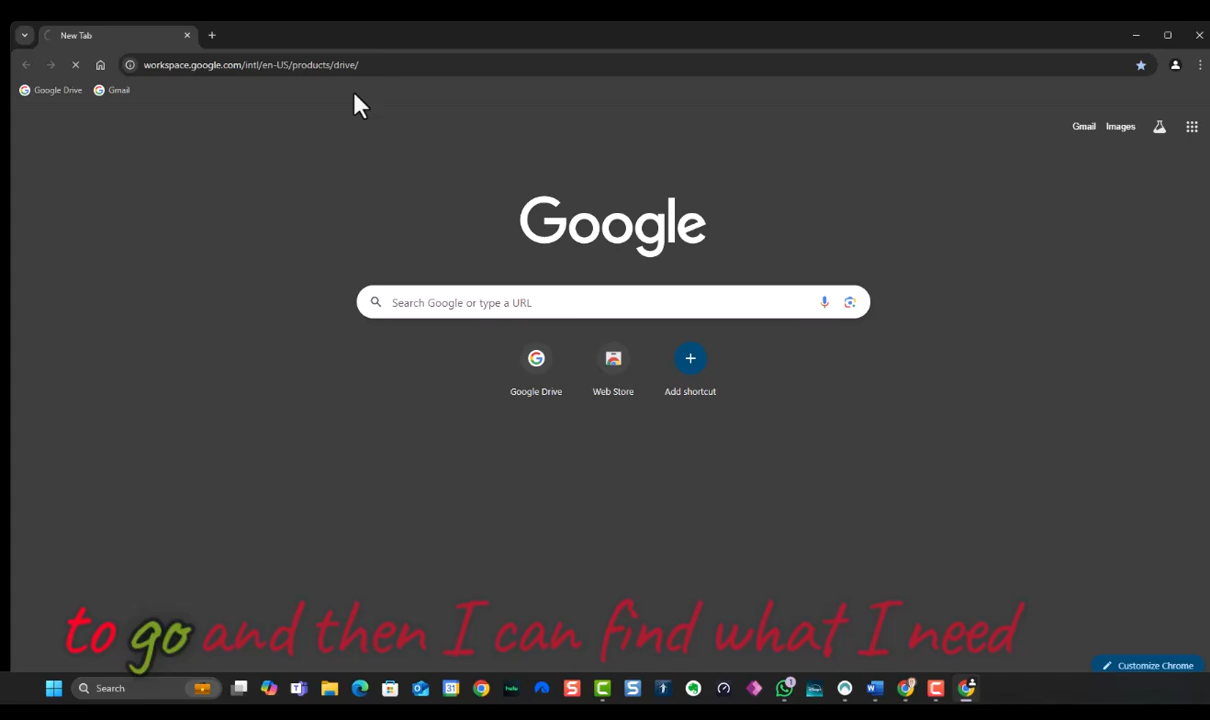 New Tab
workspace.google.com/intl/en-US/products/drive/
Google Drive Gmail
Gmail Images
Google
Search Google or type a URL
Google Drive Web Store Add shortcut
to go and then I can find what I need
Customize Chrome
Search
hulu
1